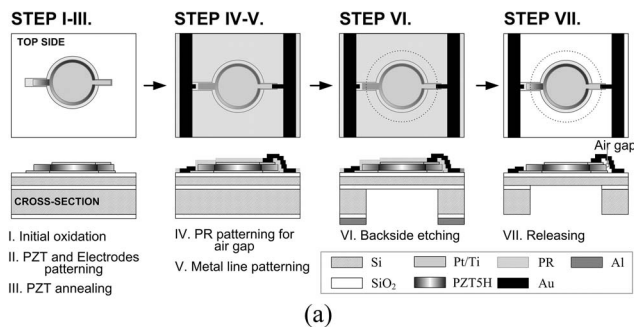 STEP I-III.
STEP IV-V.
STEP VI.
STEP VII.
TOP SIDE
Air gap
CROSS-SECTION
I. Initial oxidation
II. PZT and Electrodes
patterning
III. PZT annealing
IV. PR patterning for
air gap
V. Metal line patterning
VI. Backside etching
VII. Releasing
Si
Pt/Ti
PR
Al
SiO₂
PZT5H
Au
(a)